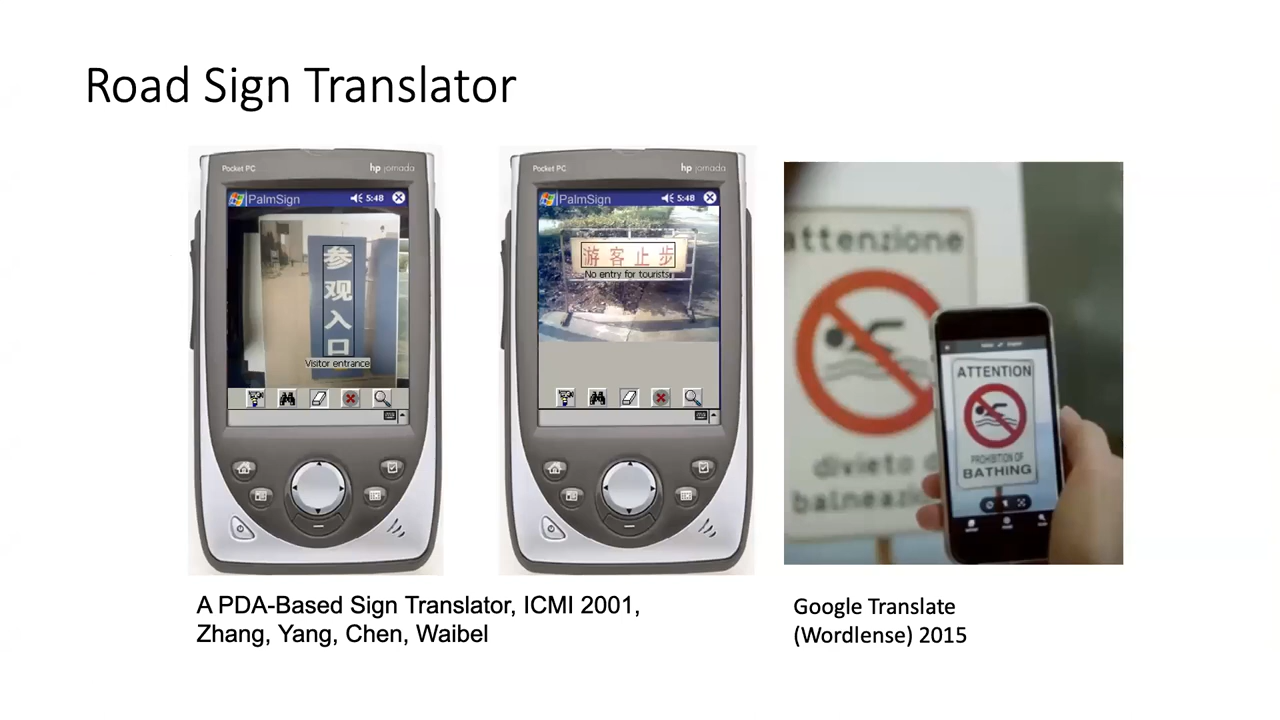 Road Sign Translator
Pocket PC
hp jornada
PalmSign
5:48
参观入口
Visitor entrance
Pocket PC
hp jornada
PalmSign
5:48
游客止步
No entry for tourists
attenzione
divieto
balneazio
ATTENTION
PROHIBITION OF
BATHING
A PDA-Based Sign Translator, ICMI 2001,
Zhang, Yang, Chen, Waibel
Google Translate
(Wordlense) 2015